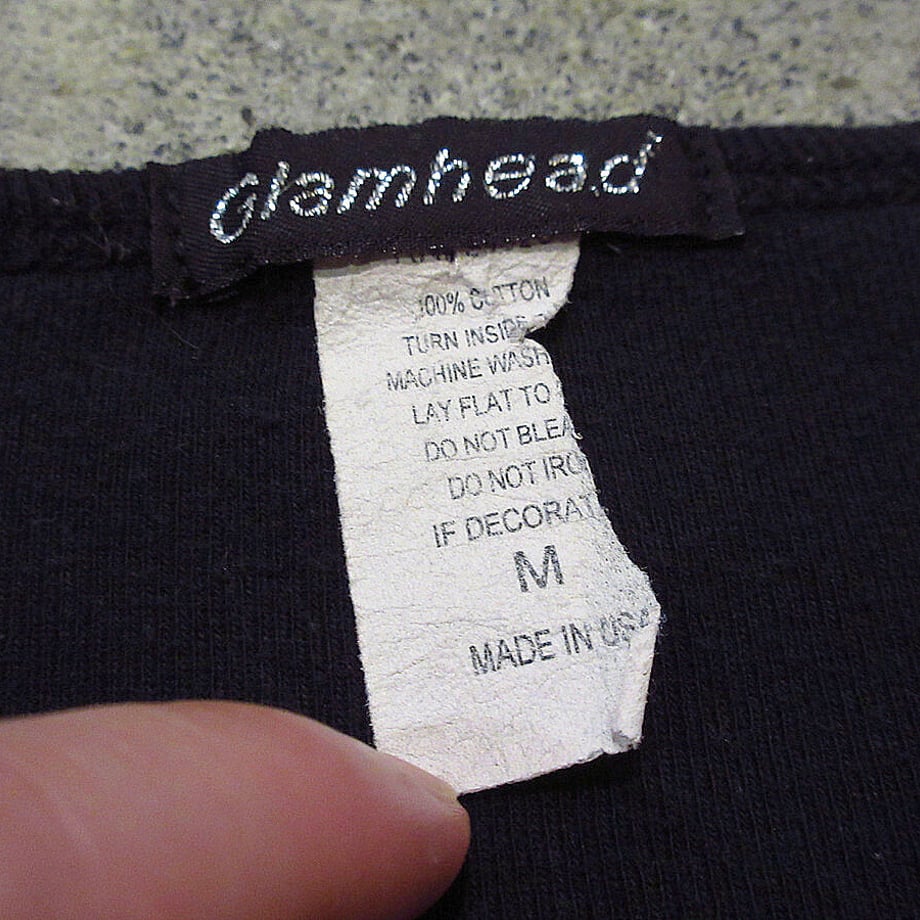 Glamhead
100% COTTON
TURN INSIDE
MACHINE WASH
LAY FLAT TO
DO NOT BLEA
DO NOT IRO
IF DECORAT
M
MADE IN USA